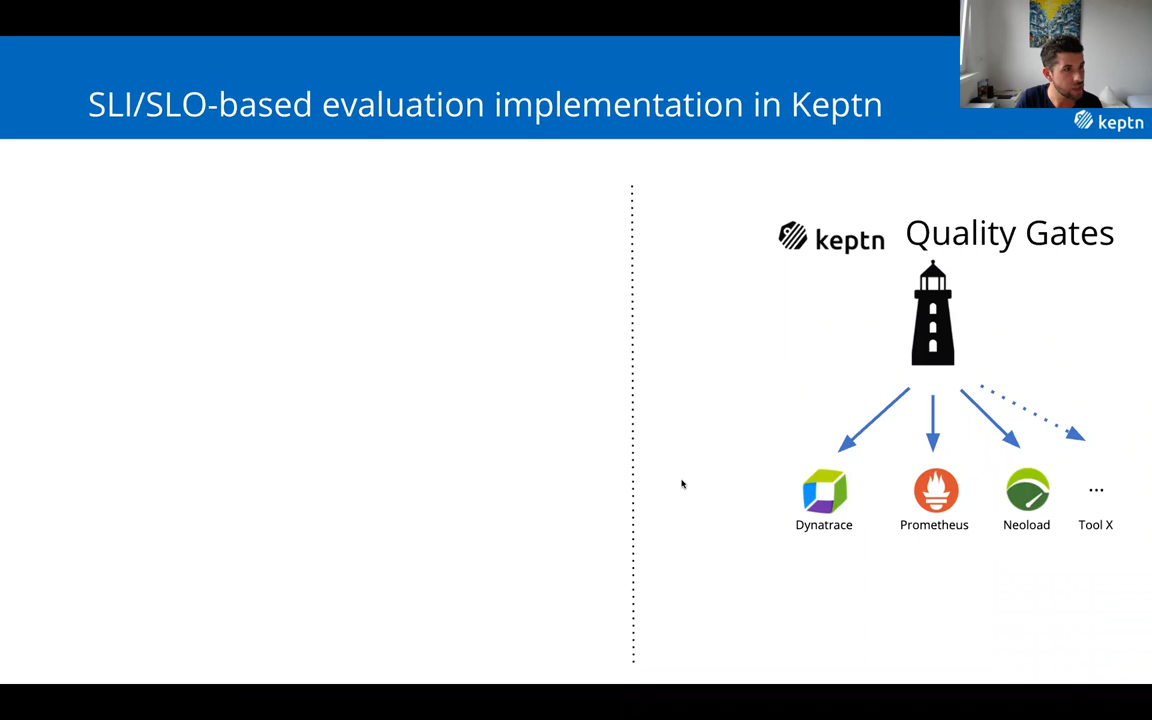 SLI/SLO-based evaluation implementation in Keptn
keptn
keptn Quality Gates
Dynatrace
Prometheus
Neoload
...
Tool X